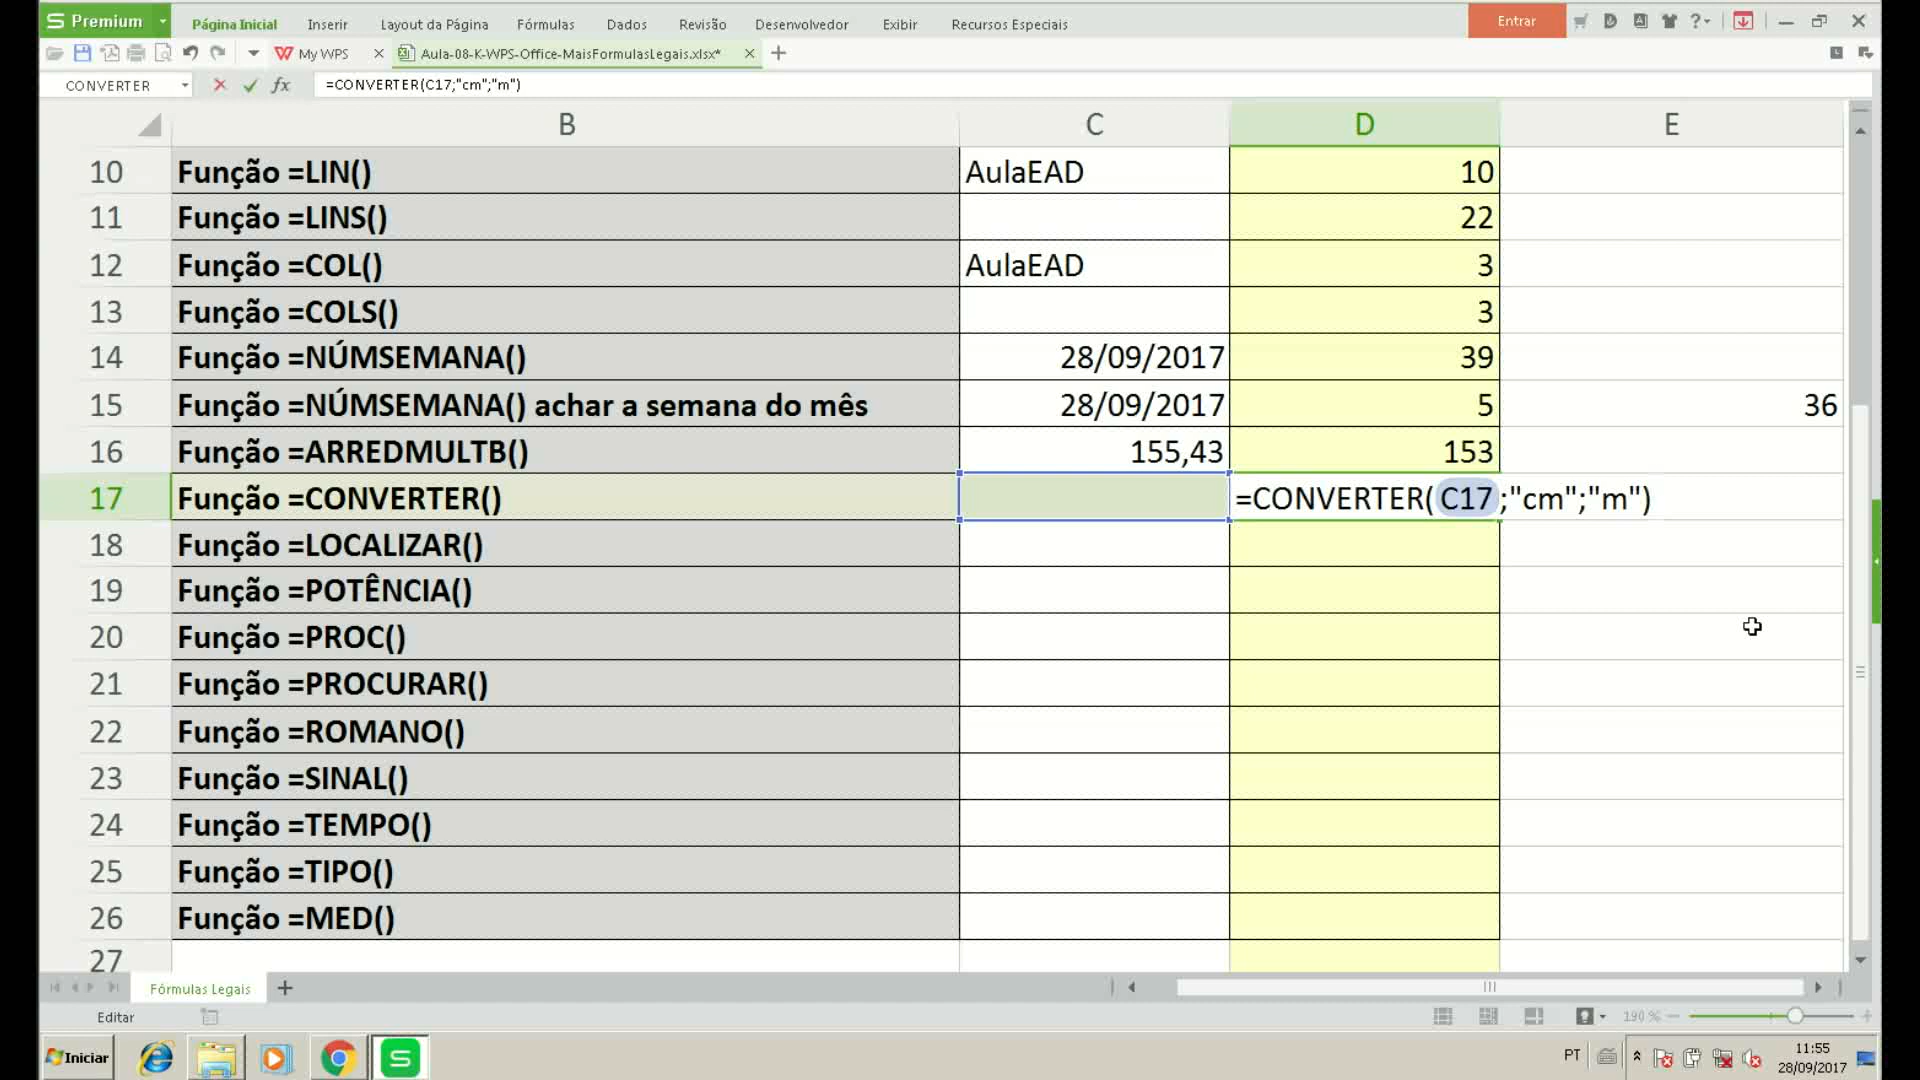 Premium
Página Inicial Inserir Layout da Página Fórmulas Dados Revisão Desenvolvedor Exibir Recursos Especiais
Entrar
My WPS
Aula-08-K-WPS-Office-MaisFormulasLegais.xlsx*
CONVERTER
fx
=CONVERTER(C17;"cm";"m")
B C D E
10 Função =LIN() AulaEAD 10
11 Função =LINS() 22
12 Função =COL() AulaEAD 3
13 Função =COLS() 3
14 Função =NÚMSEMANA() 28/09/2017 39
15 Função =NÚMSEMANA() achar a semana do mês 28/09/2017 5 36
16 Função =ARREDMULTB() 155,43 153
17 Função =CONVERTER() =CONVERTER(C17;"cm";"m")
18 Função =LOCALIZAR()
19 Função =POTÊNCIA()
20 Função =PROC()
21 Função =PROCURAR()
22 Função =ROMANO()
23 Função =SINAL()
24 Função =TEMPO()
25 Função =TIPO()
26 Função =MED()
27
Fórmulas Legais
Editar
190 %
Iniciar
PT
11:55
28/09/2017